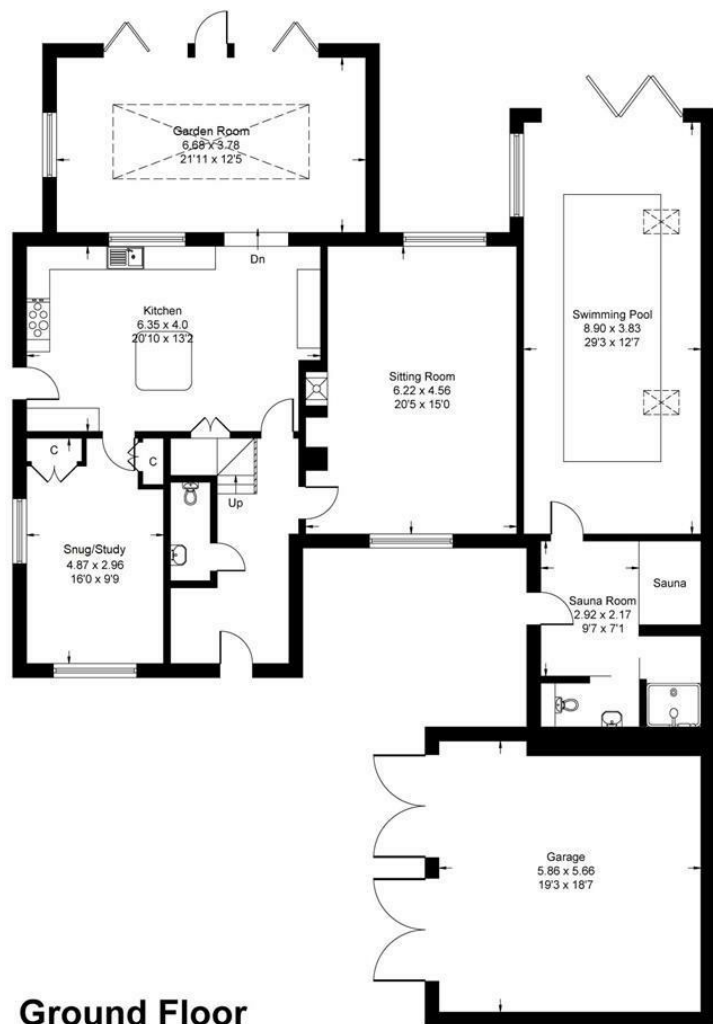 Garden Room
6.68 x 3.78
21'11 x 12'5
Dn
Kitchen
6.35 x 4.0
20'10 x 13'2
Swimming Pool
8.90 x 3.83
29'3 x 12'7
Sitting Room
6.22 x 4.56
20'5 x 15'0
C
C
Up
Snug/Study
4.87 x 2.96
16'0 x 9'9
Sauna
Sauna Room
2.92 x 2.17
9'7 x 7'1
Garage
5.86 x 5.66
19'3 x 18'7
Ground Floor